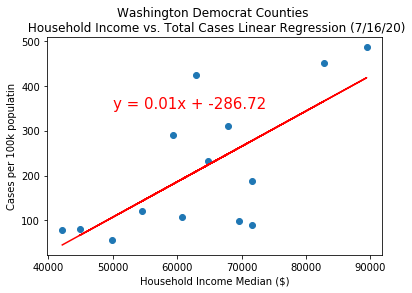 Washington Democrat Counties
Household Income vs. Total Cases Linear Regression (7/16/20)
500
400
300
200
100
Cases per 100k populatin
y = 0.01x + -286.72
40000 50000 60000 70000 80000 90000
Household Income Median ($)